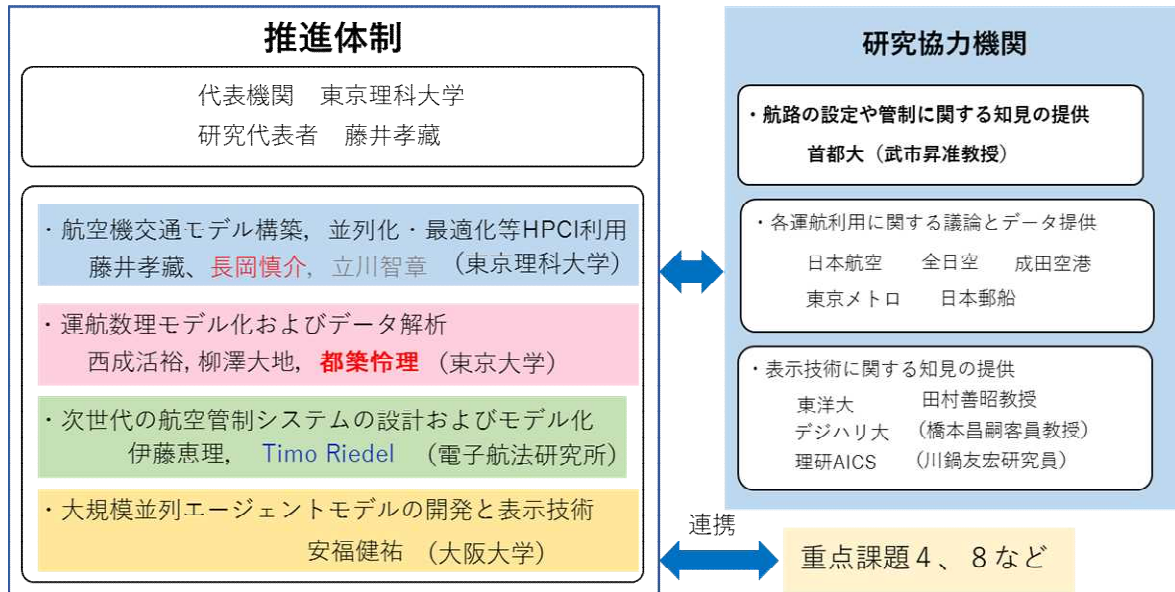 推進体制
代表機関　東京理科大学
研究代表者　藤井孝藏
・航空機交通モデル構築, 並列化・最適化等HPCI利用
藤井孝藏、長岡慎介, 立川智章　（東京理科大学）
・運航数理モデル化およびデータ解析
西成活裕, 柳澤大地, 都築怜理　（東京大学）
・次世代の航空管制システムの設計およびモデル化
伊藤恵理,　Timo Riedel　（電子航法研究所）
・大規模並列エージェントモデルの開発と表示技術
安福健祐　（大阪大学）
研究協力機関
・航路の設定や管制に関する知見の提供
首都大（武市昇准教授）
・各運航利用に関する議論とデータ提供
日本航空　全日空　成田空港
東京メトロ　日本郵船
・表示技術に関する知見の提供
東洋大　田村善昭教授
デジハリ大　（橋本昌嗣客員教授）
理研AICS　（川鍋友宏研究員）
連携
重点課題４、８など